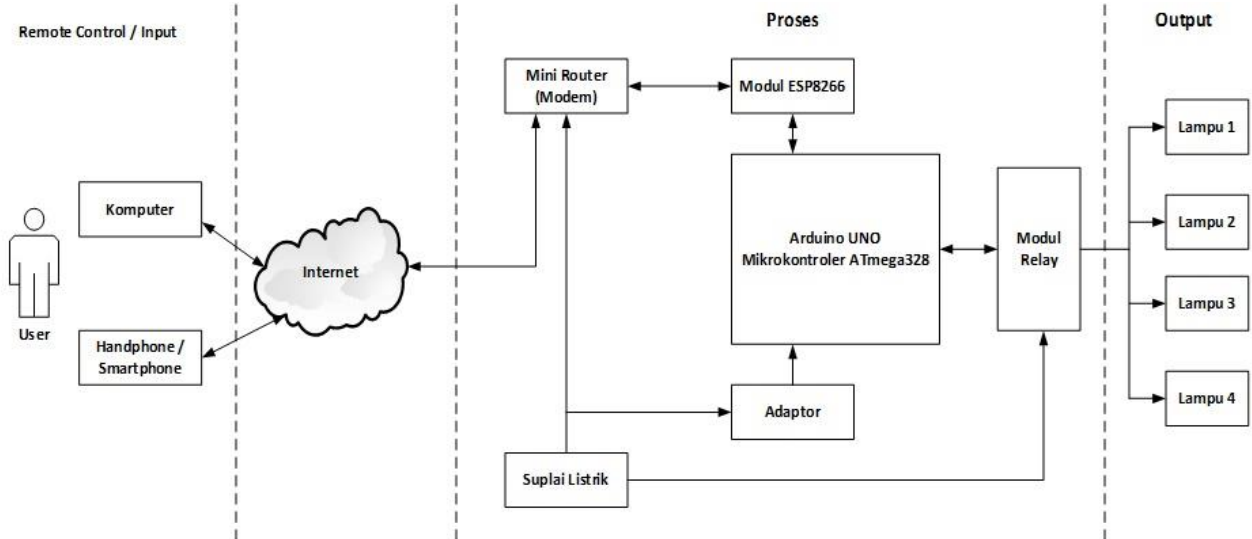 Remote Control / Input
Proses
Output
Mini Router
(Modem)
Modul ESP8266
Lampu 1
Komputer
Lampu 2
Internet
Arduino UNO
Mikrokontroler ATmega328
Modul
Relay
Lampu 3
User
Handphone /
Smartphone
Adaptor
Lampu 4
Suplai Listrik